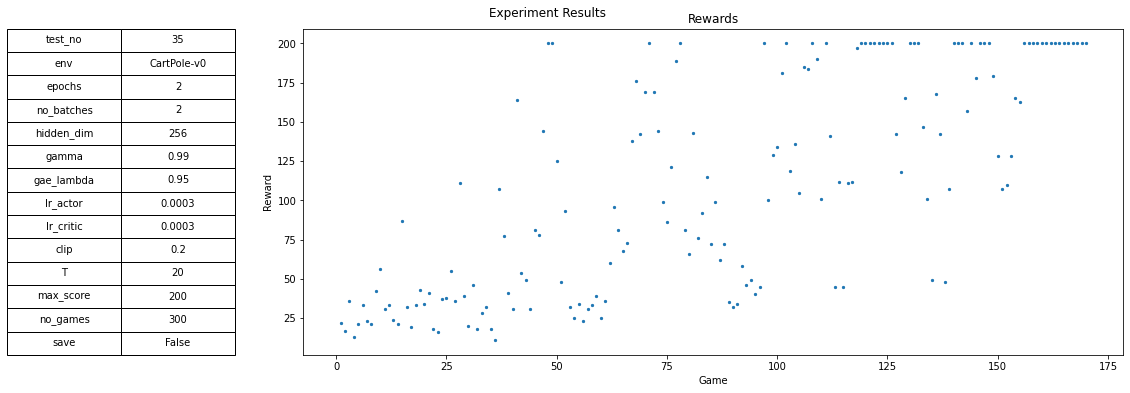 Experiment Results
test_no 35
env CartPole-v0
epochs 2
no_batches 2
hidden_dim 256
gamma 0.99
gae_lambda 0.95
lr_actor 0.0003
lr_critic 0.0003
clip 0.2
T 20
max_score 200
no_games 300
save False
Rewards
Reward
200
175
150
125
100
75
50
25
0 25 50 75 100 125 150 175
Game